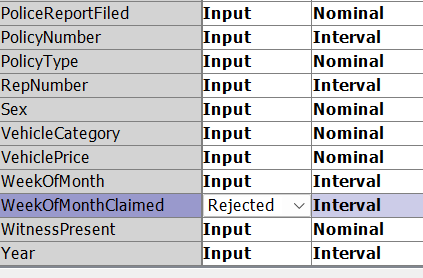 PoliceReportFiled Input Nominal
PolicyNumber Input Interval
PolicyType Input Nominal
RepNumber Input Interval
Sex Input Nominal
VehicleCategory Input Nominal
VehiclePrice Input Nominal
WeekOfMonth Input Interval
WeekOfMonthClaimed Rejected Interval
WitnessPresent Input Nominal
Year Input Interval